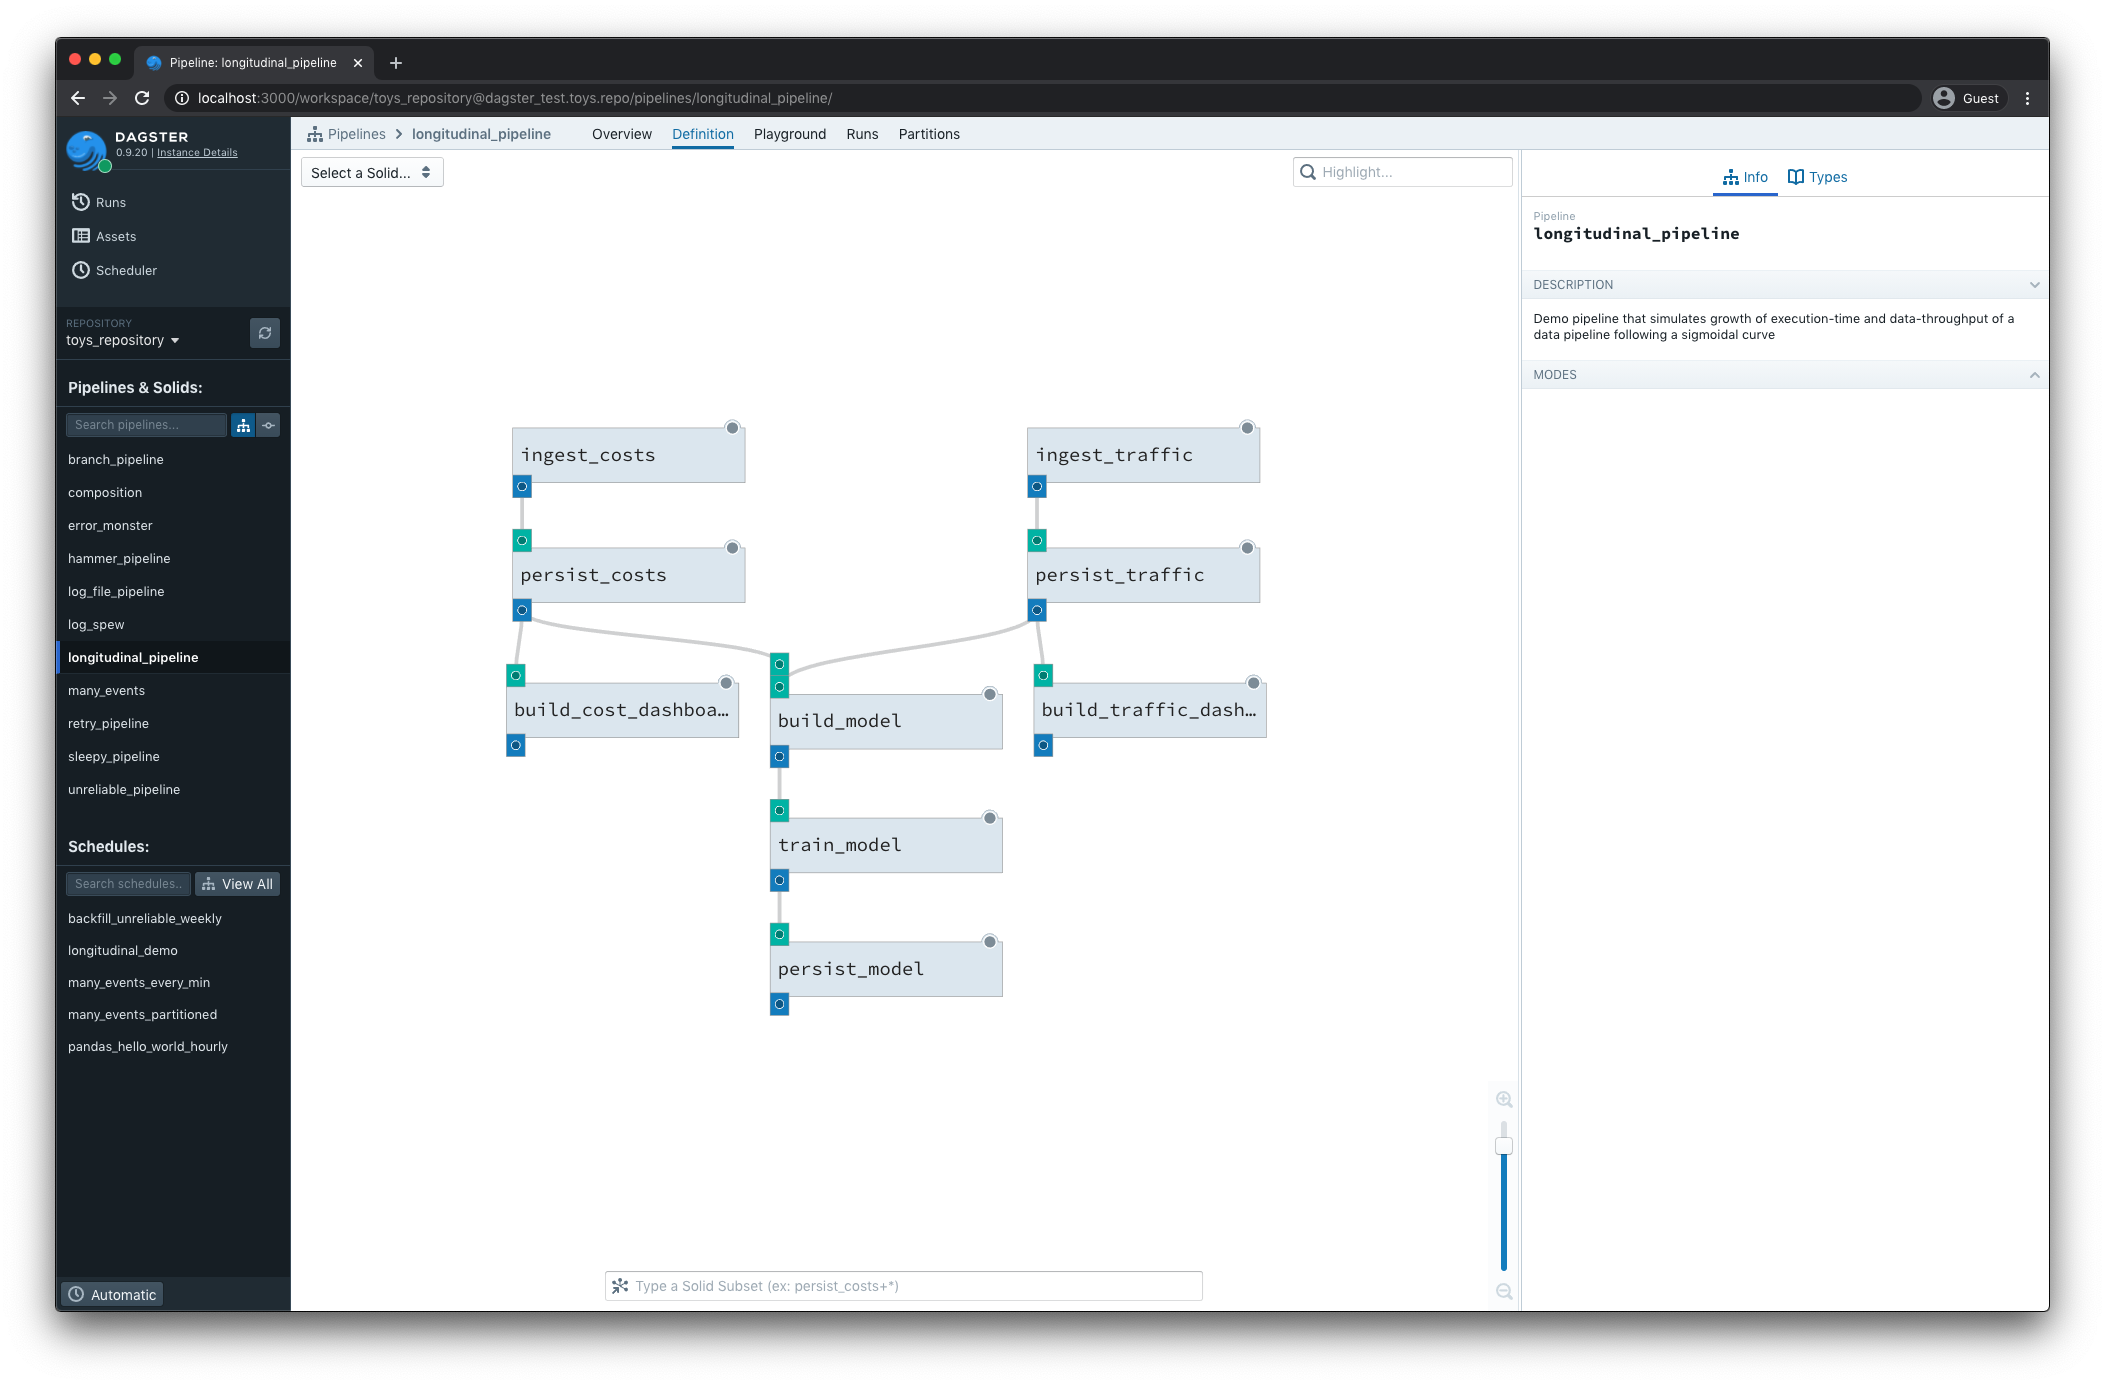 Pipeline: longitudinal_pipeline
localhost:3000/workspace/toys_repository@dagster_test.toys.repo/pipelines/longitudinal_pipeline/
Guest
DAGSTER
0.9.20 | Instance Details
Runs
Assets
Scheduler
REPOSITORY
toys_repository
Pipelines & Solids:
Search pipelines...
branch_pipeline
composition
error_monster
hammer_pipeline
log_file_pipeline
log_spew
longitudinal_pipeline
many_events
retry_pipeline
sleepy_pipeline
unreliable_pipeline
Schedules:
Search schedules..
View All
backfill_unreliable_weekly
longitudinal_demo
many_events_every_min
many_events_partitioned
pandas_hello_world_hourly
Automatic
Pipelines > longitudinal_pipeline
Overview Definition Playground Runs Partitions
Select a Solid...
Highlight...
ingest_costs
ingest_traffic
persist_costs
persist_traffic
build_cost_dashboa…
build_model
build_traffic_dash…
train_model
persist_model
Type a Solid Subset (ex: persist_costs+*)
Info
Types
Pipeline
longitudinal_pipeline
DESCRIPTION
Demo pipeline that simulates growth of execution-time and data-throughput of a
data pipeline following a sigmoidal curve
MODES